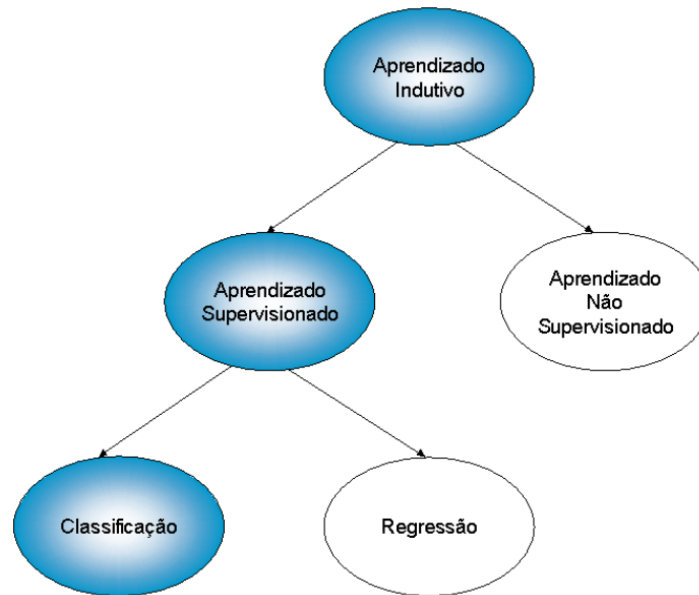 Aprendizado
Indutivo
Aprendizado
Supervisionado
Aprendizado
Não
Supervisionado
Classificação
Regressão